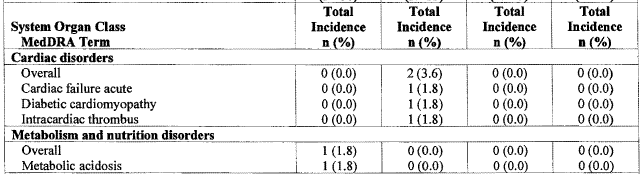 Total Total Total Total
System Organ Class Incidence Incidence Incidence Incidence
MedDRA Term n (%) n (%) n (%) n (%)
Cardiac disorders
Overall 0 (0.0) 2 (3.6) 0 (0.0) 0 (0.0)
Cardiac failure acute 0 (0.0) 1 (1.8) 0 (0.0) 0 (0.0)
Diabetic cardiomyopathy 0 (0.0) 1 (1.8) 0 (0.0) 0 (0.0)
Intracardiac thrombus 0 (0.0) 1 (1.8) 0 (0.0) 0 (0.0)
Metabolism and nutrition disorders
Overall 1 (1.8) 0 (0.0) 0 (0.0) 0 (0.0)
Metabolic acidosis 1 (1.8) 0 (0.0) 0 (0.0) 0 (0.0)